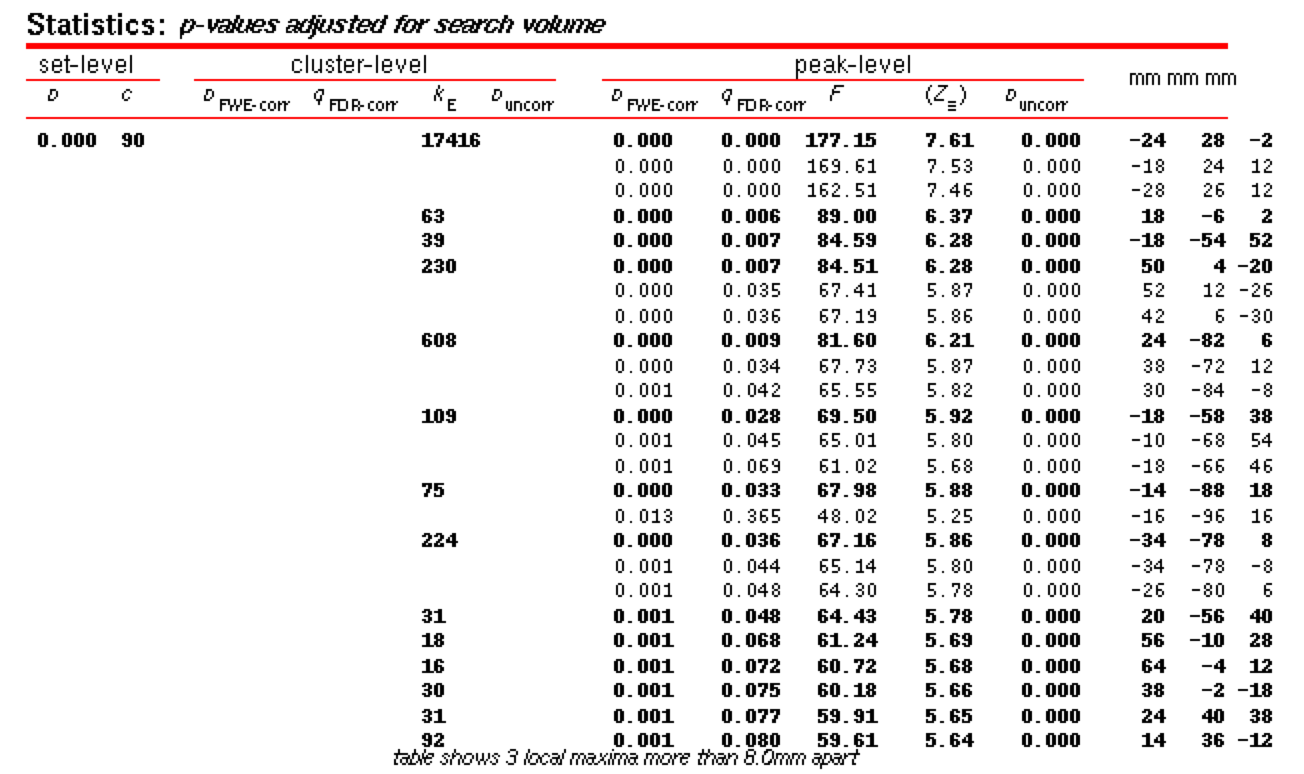 Statistics: p-values adjusted for search volume
set-level cluster-level peak-level mm mm mm
p c p FWE-corr q FDR-corr k E p uncorr p FWE-corr q FDR-corr F (Z≡) p uncorr
0.000 90 17416 0.000 0.000 177.15 7.61 0.000 -24 28 -2
0.000 0.000 169.61 7.53 0.000 -18 24 12
0.000 0.000 162.51 7.46 0.000 -28 26 12
63 0.000 0.006 89.00 6.37 0.000 18 -6 2
39 0.000 0.007 84.59 6.28 0.000 -18 -54 52
230 0.000 0.007 84.51 6.28 0.000 50 4 -20
0.000 0.035 67.41 5.87 0.000 52 12 -26
0.000 0.036 67.19 5.86 0.000 42 6 -30
608 0.000 0.009 81.60 6.21 0.000 24 -82 6
0.000 0.034 67.73 5.87 0.000 38 -72 12
0.001 0.042 65.55 5.82 0.000 30 -84 -8
109 0.000 0.028 69.50 5.92 0.000 -18 -58 38
0.001 0.045 65.01 5.80 0.000 -10 -68 54
0.001 0.069 61.02 5.68 0.000 -18 -66 46
75 0.000 0.033 67.98 5.88 0.000 -14 -88 18
0.013 0.365 48.02 5.25 0.000 -16 -96 16
224 0.000 0.036 67.16 5.86 0.000 -34 -78 8
0.001 0.044 65.14 5.80 0.000 -34 -78 -8
0.001 0.048 64.30 5.78 0.000 -26 -80 6
31 0.001 0.048 64.43 5.78 0.000 20 -56 40
18 0.001 0.068 61.24 5.69 0.000 56 -10 28
16 0.001 0.072 60.72 5.68 0.000 64 -4 12
30 0.001 0.075 60.18 5.66 0.000 38 -2 -18
31 0.001 0.077 59.91 5.65 0.000 24 40 38
92 0.001 0.080 59.61 5.64 0.000 14 36 -12
table shows 3 local maxima more than 8.0mm apart